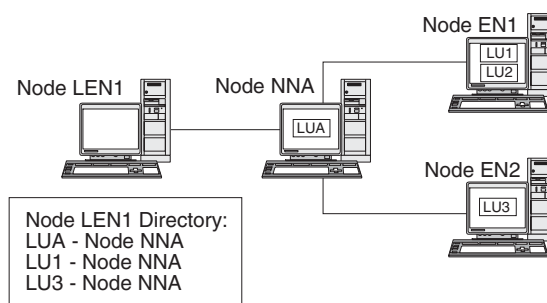 Node EN1
LU1
LU2
Node LEN1
Node NNA
LUA
Node EN2
LU3
Node LEN1 Directory:
LUA - Node NNA
LU1 - Node NNA
LU3 - Node NNA